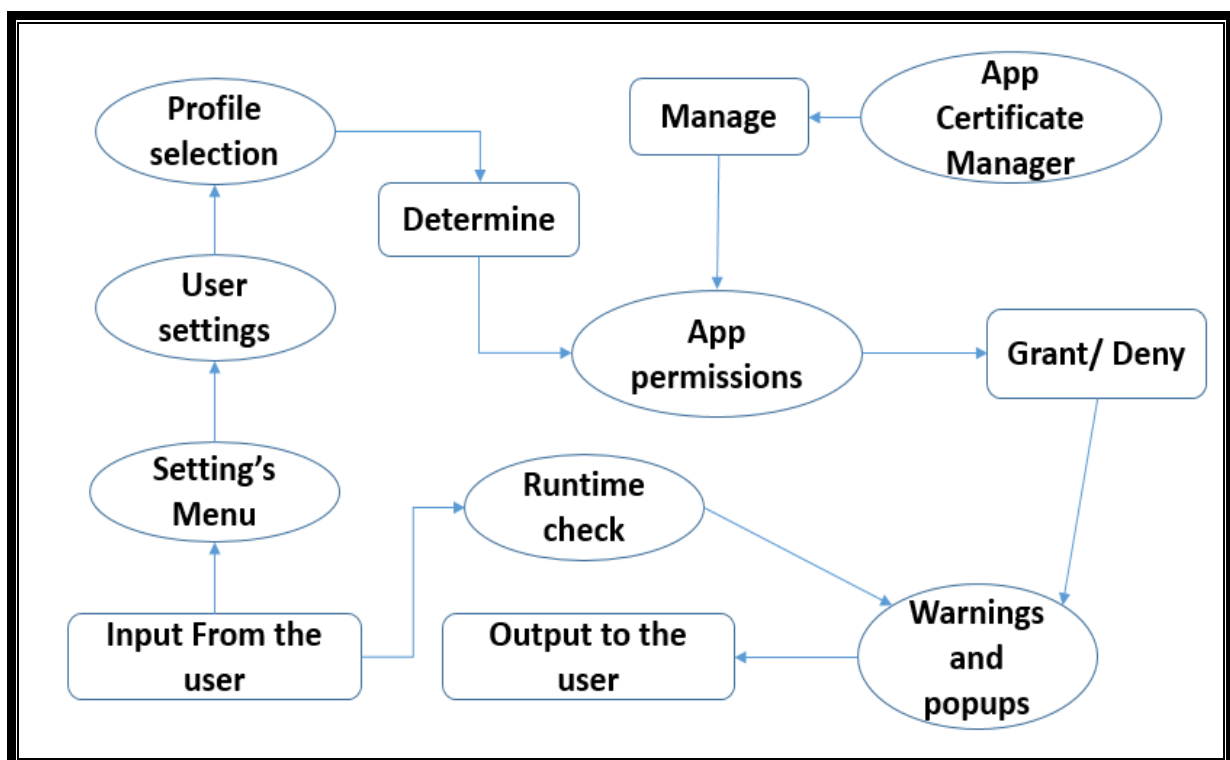 Profile
selection
Manage
App
Certificate
Manager
Determine
User
settings
App
permissions
Grant/ Deny
Setting’s
Menu
Runtime
check
Input From the
user
Output to the
user
Warnings
and
popups